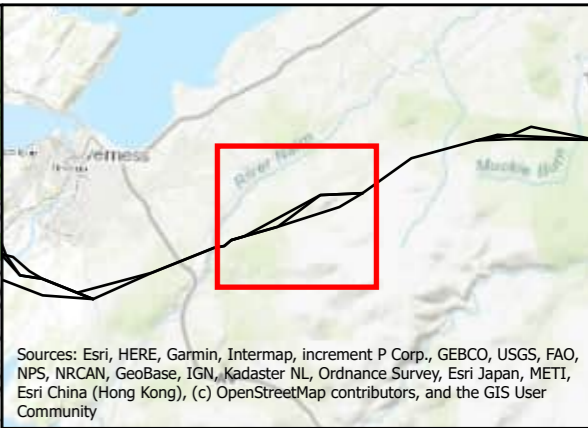 verness
River Nairn
Muckle Burn
Sources: Esri, HERE, Garmin, Intermap, increment P Corp., GEBCO, USGS, FAO,
NPS, NRCAN, GeoBase, IGN, Kadaster NL, Ordnance Survey, Esri Japan, METI,
Esri China (Hong Kong), (c) OpenStreetMap contributors, and the GIS User
Community